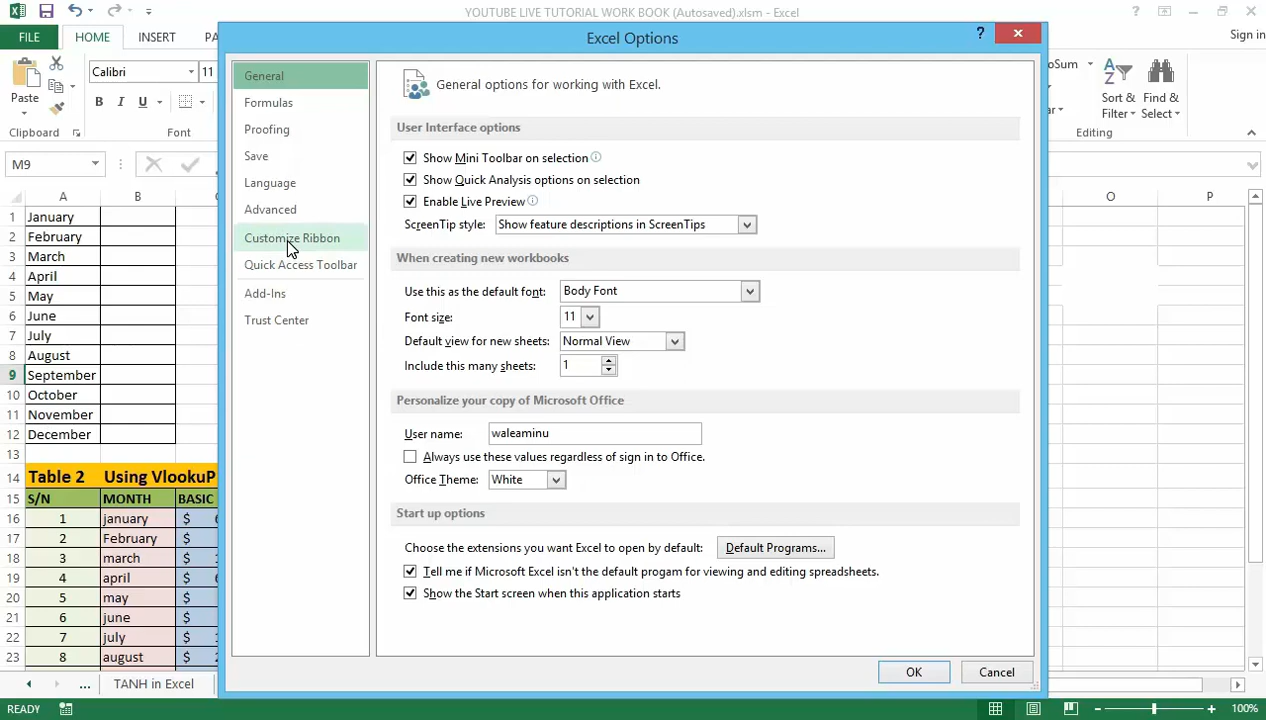 YOUTUBE LIVE TUTORIAL WORK BOOK (Autosaved).xlsm - Excel
FILE HOME INSERT PA Sign in
Excel Options
Paste
Calibri 11
B I U
Clipboard Font
Sum
Sort & Filter
Find & Select
Editing
M9
A B O P
1 January
2 February
3 March
4 April
5 May
6 June
7 July
8 August
9 September
10 October
11 November
12 December
13
14 Table 2 Using VlookuP
15 S/N MONTH BASIC
16 1 january $
17 2 February $
18 3 march $
19 4 april $
20 5 may $
21 6 june $
22 7 july $
23 8 august $
General
Formulas
Proofing
Save
Language
Advanced
Customize Ribbon
Quick Access Toolbar
Add-Ins
Trust Center
General options for working with Excel.
User Interface options
Show Mini Toolbar on selection
Show Quick Analysis options on selection
Enable Live Preview
ScreenTip style: Show feature descriptions in ScreenTips
When creating new workbooks
Use this as the default font: Body Font
Font size: 11
Default view for new sheets: Normal View
Include this many sheets: 1
Personalize your copy of Microsoft Office
User name: waleaminu
Always use these values regardless of sign in to Office.
Office Theme: White
Start up options
Choose the extensions you want Excel to open by default: Default Programs...
Tell me if Microsoft Excel isn't the default progam for viewing and editing spreadsheets.
Show the Start screen when this application starts
OK Cancel
... TANH in Excel
READY 100%